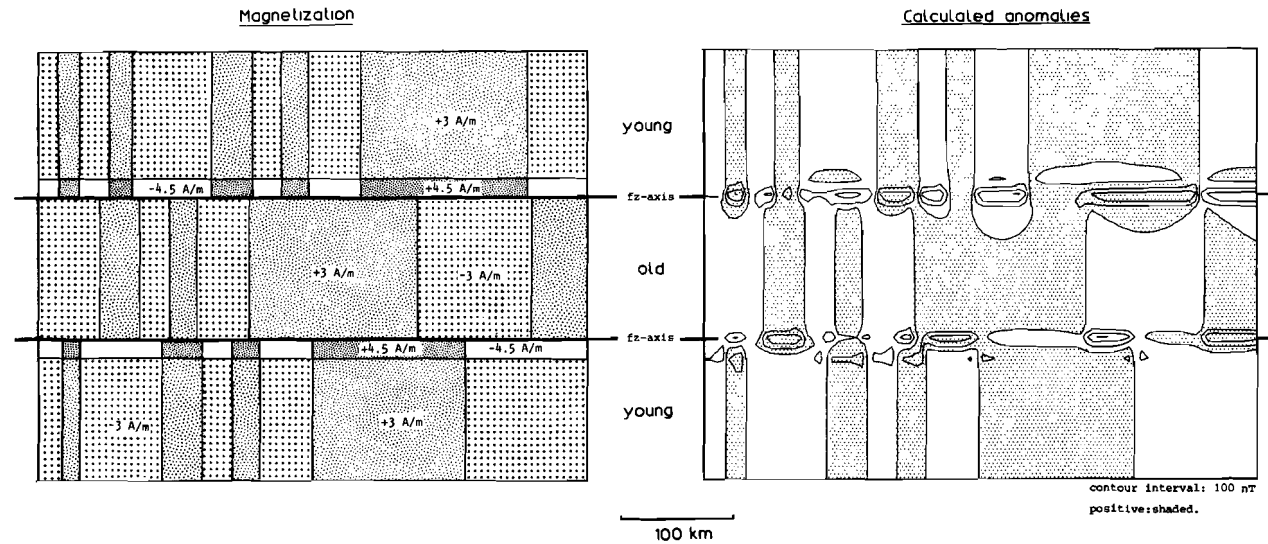 Magnetization
Calculated anomalies
+3 A/m
young
-4.5 A/m
+4.5 A/m
fz-axis
+3 A/m
-3 A/m
old
fz-axis
+4.5 A/m
-4.5 A/m
-3 A/m
+3 A/m
young
contour interval: 100 nT
positive:shaded.
100 km